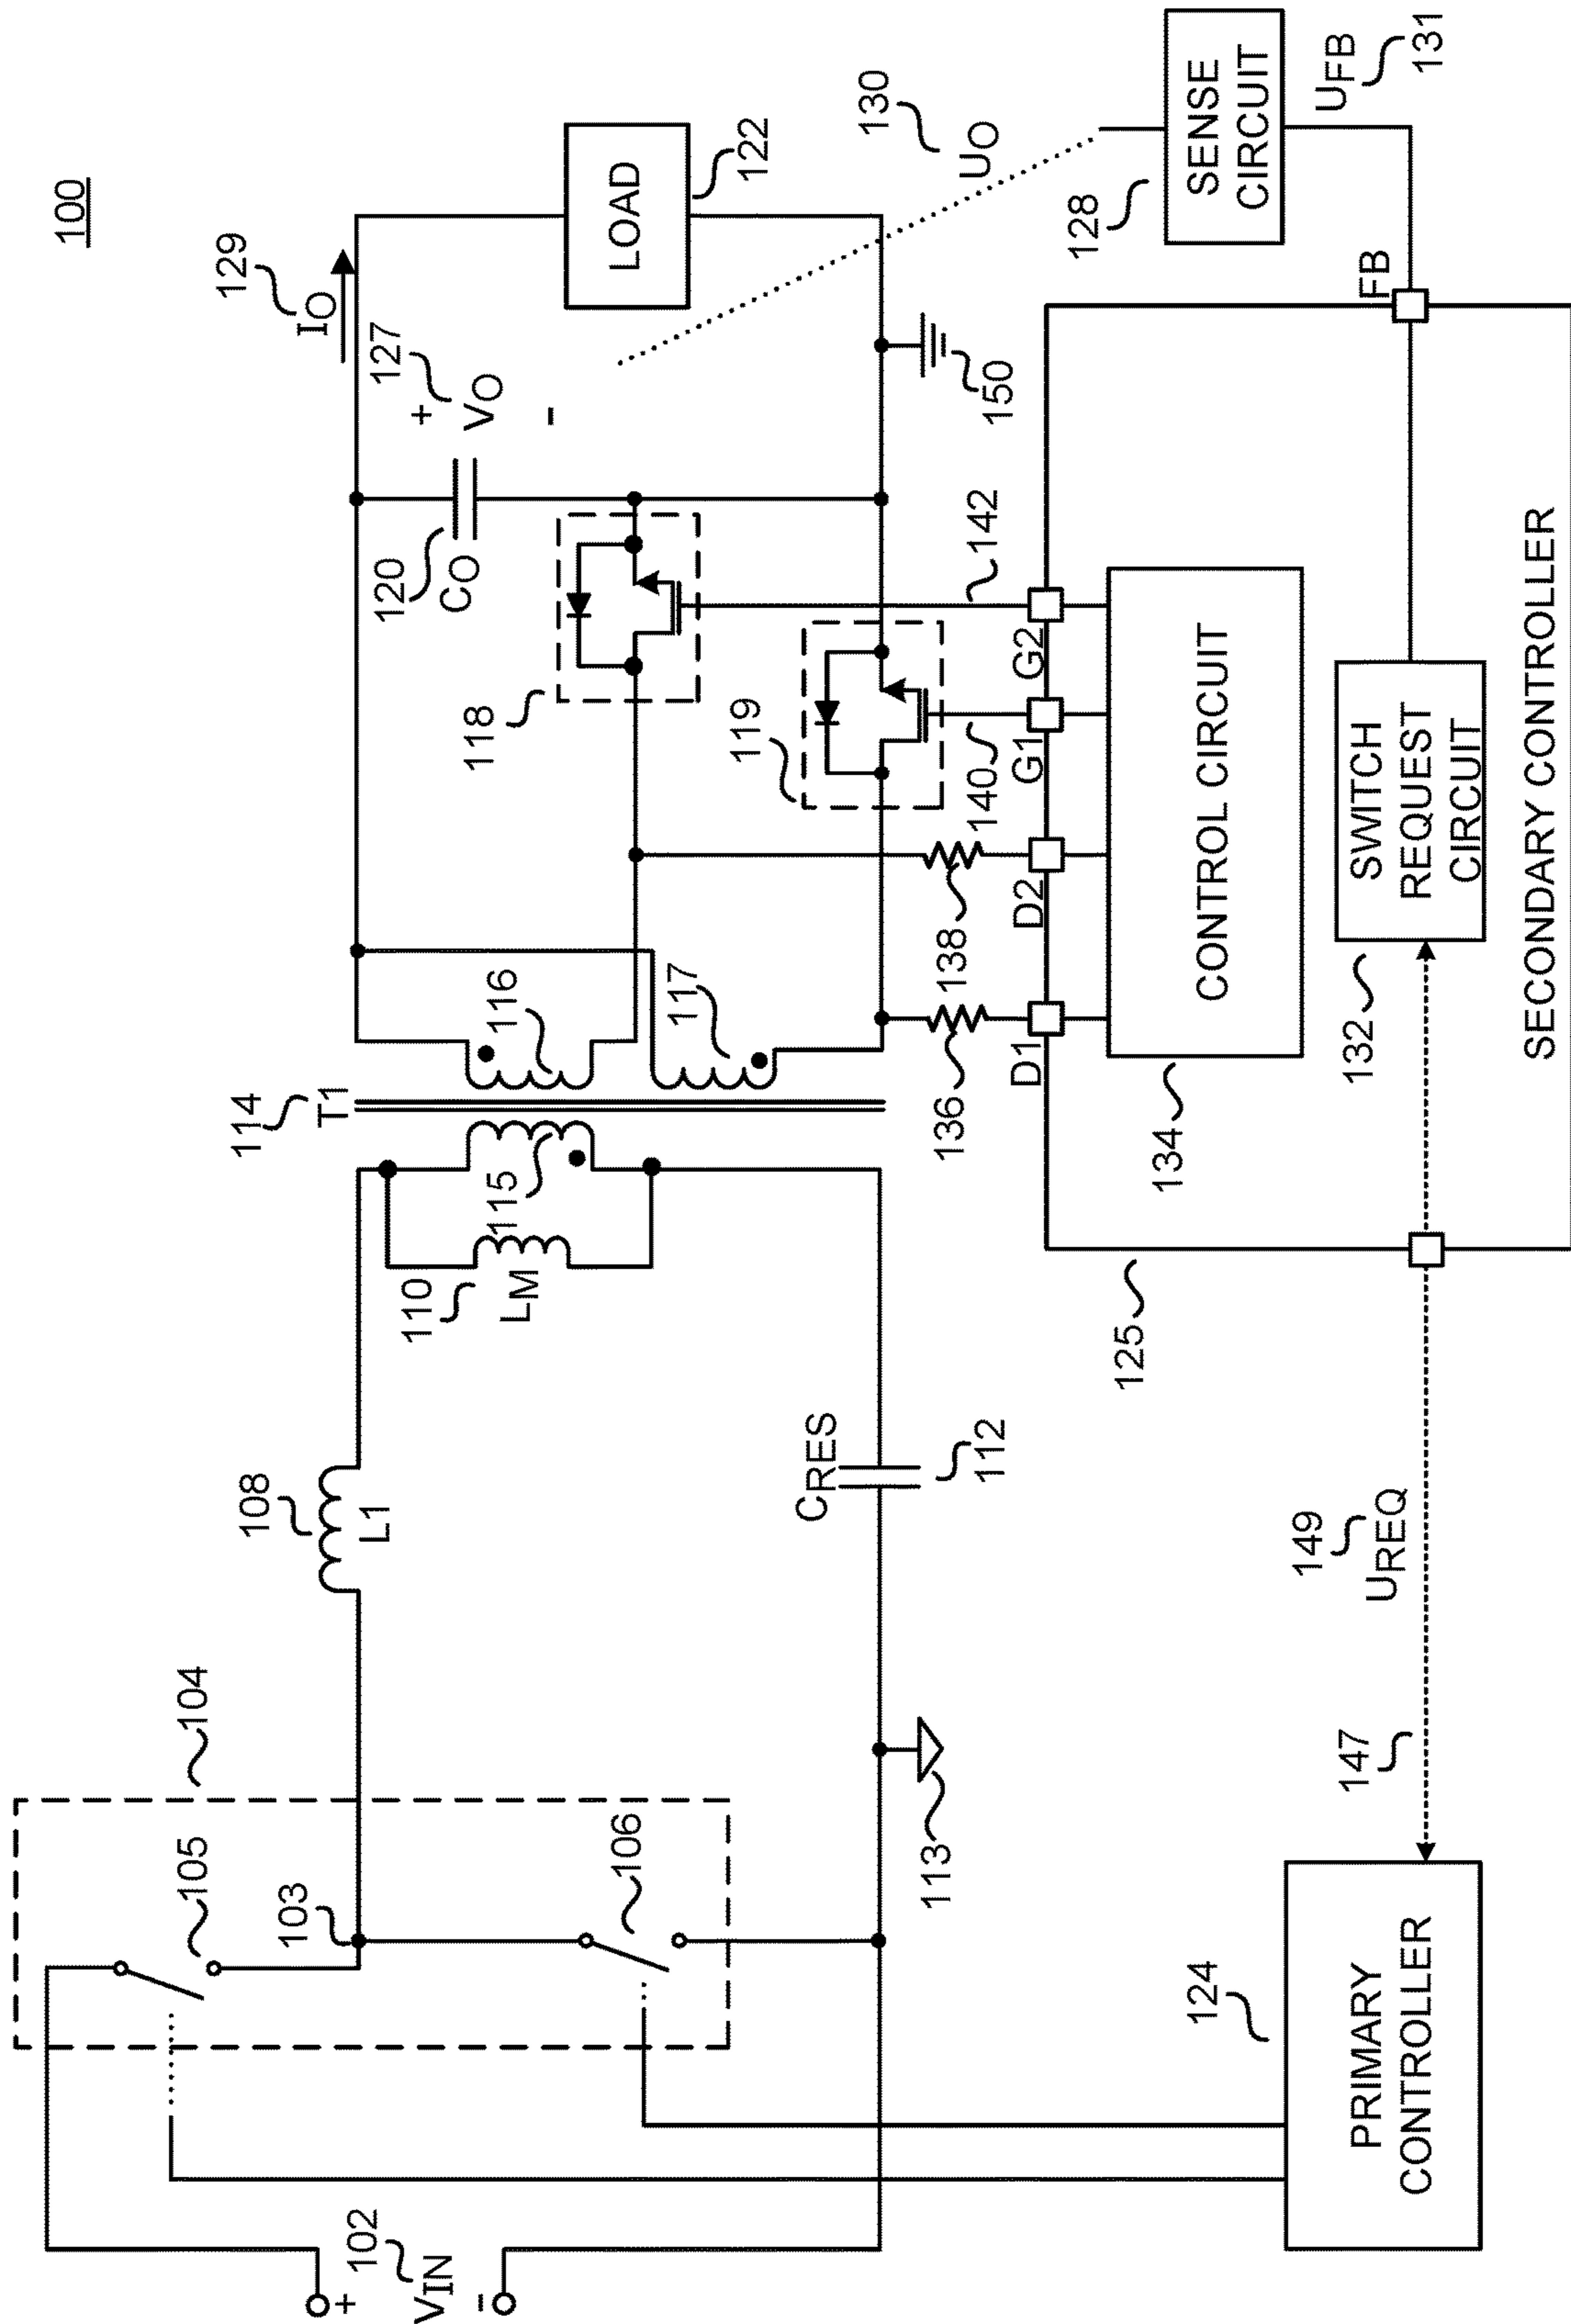 100
104
105
103
106
102
+
VIN
-
108
L1
110
LM
115
114
T1
116
117
CRES
112
113
118
119
120
CO
127
+
VO
-
129
IO
LOAD
122
130
UO
150
136
138
140
142
D1
D2
G1
G2
FB
128
SENSE
CIRCUIT
UFB
131
125
134
CONTROL CIRCUIT
132
SWITCH
REQUEST
CIRCUIT
SECONDARY CONTROLLER
124
PRIMARY
CONTROLLER
147
149
UREQ